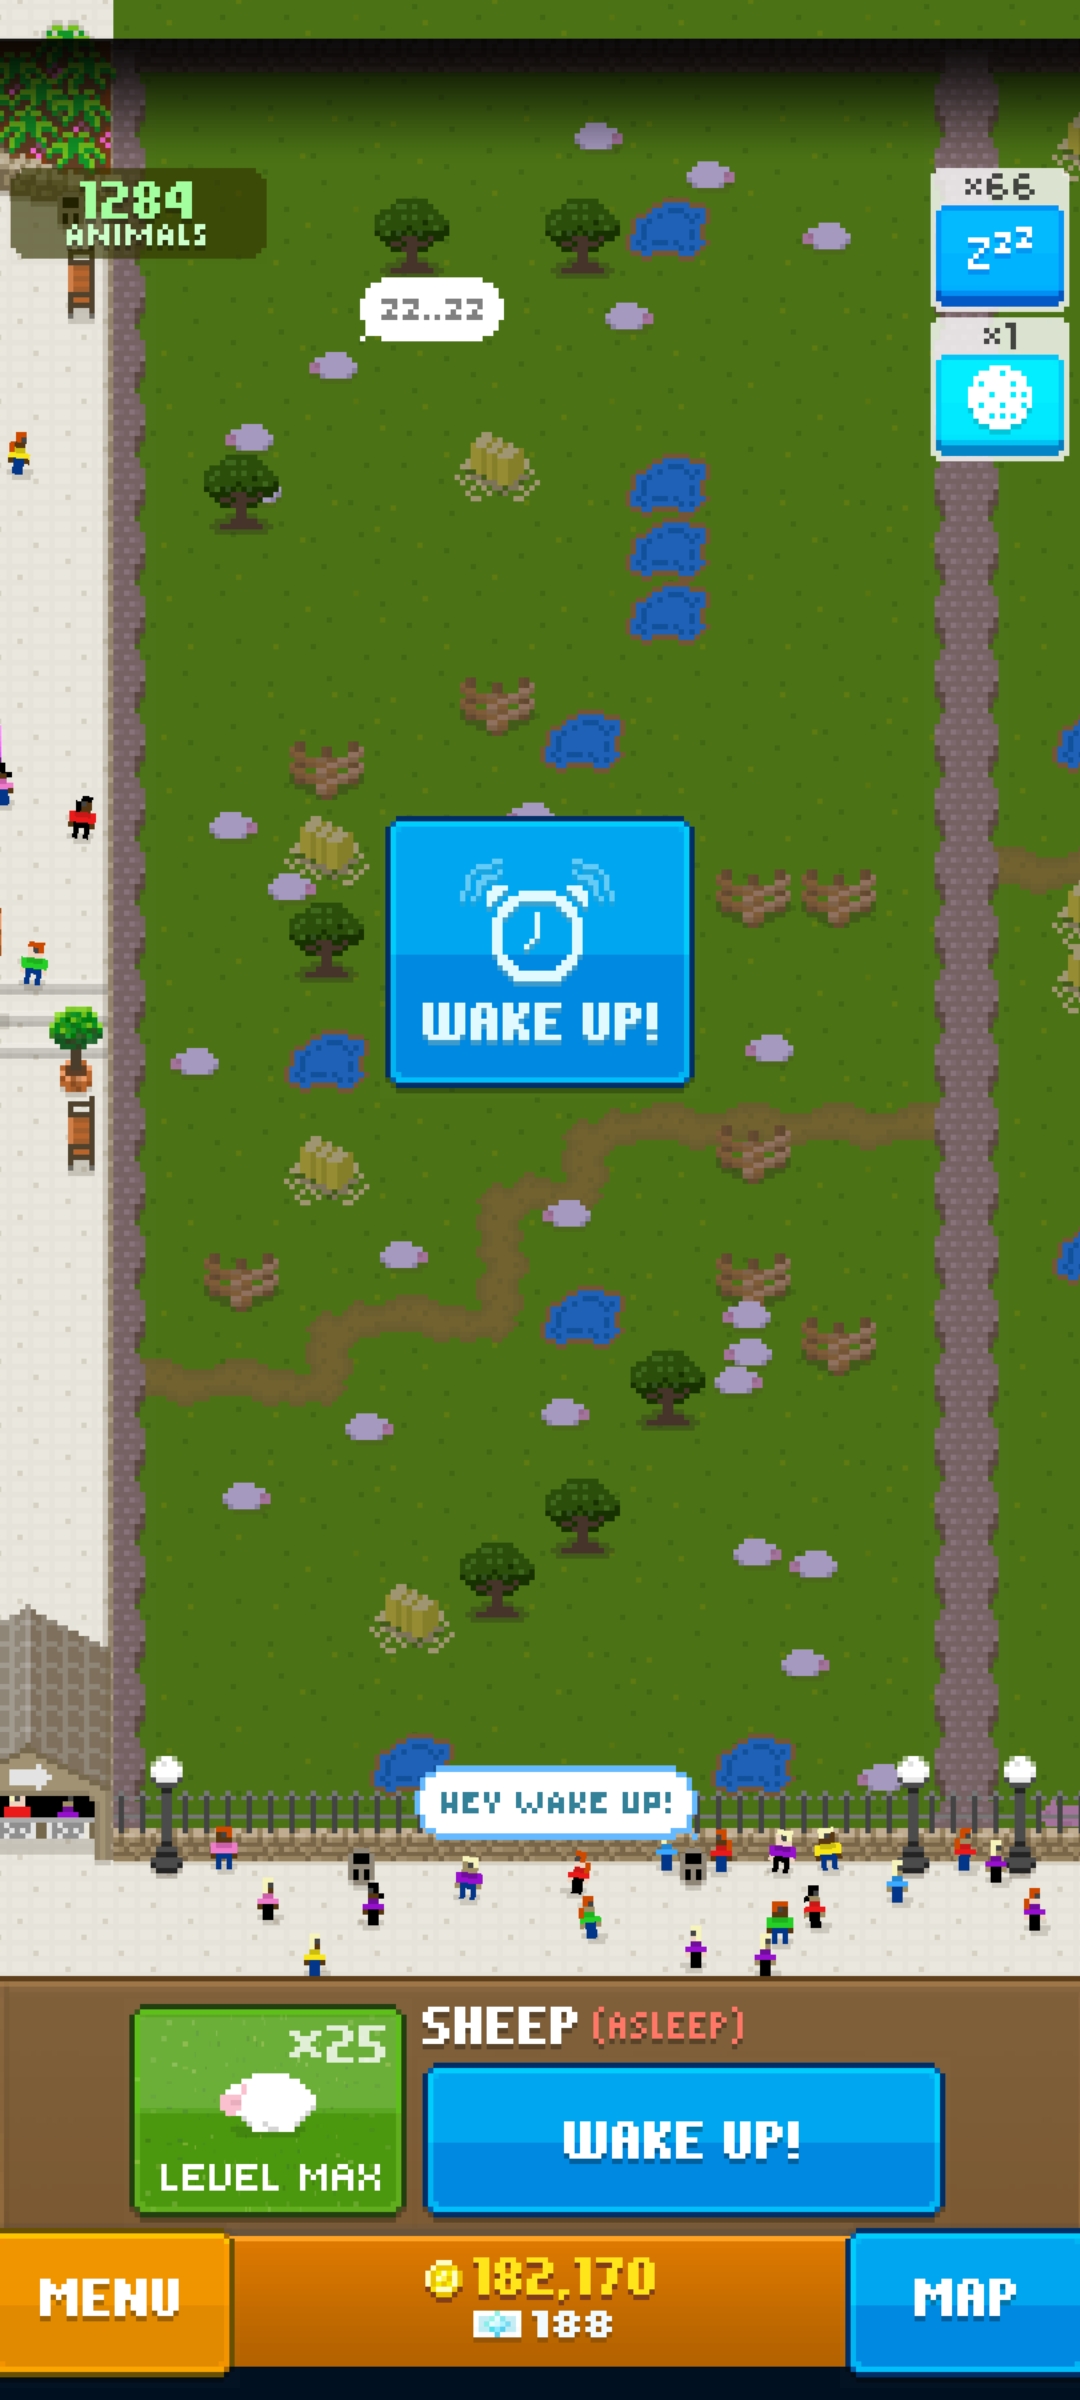 1284
ANIMALS
x66
zzz
x1
zz..zz
WAKE UP!
HEY WAKE UP!
x25
LEVEL MAX
SHEEP (ASLEEP)
WAKE UP!
MENU
182,170
188
MAP